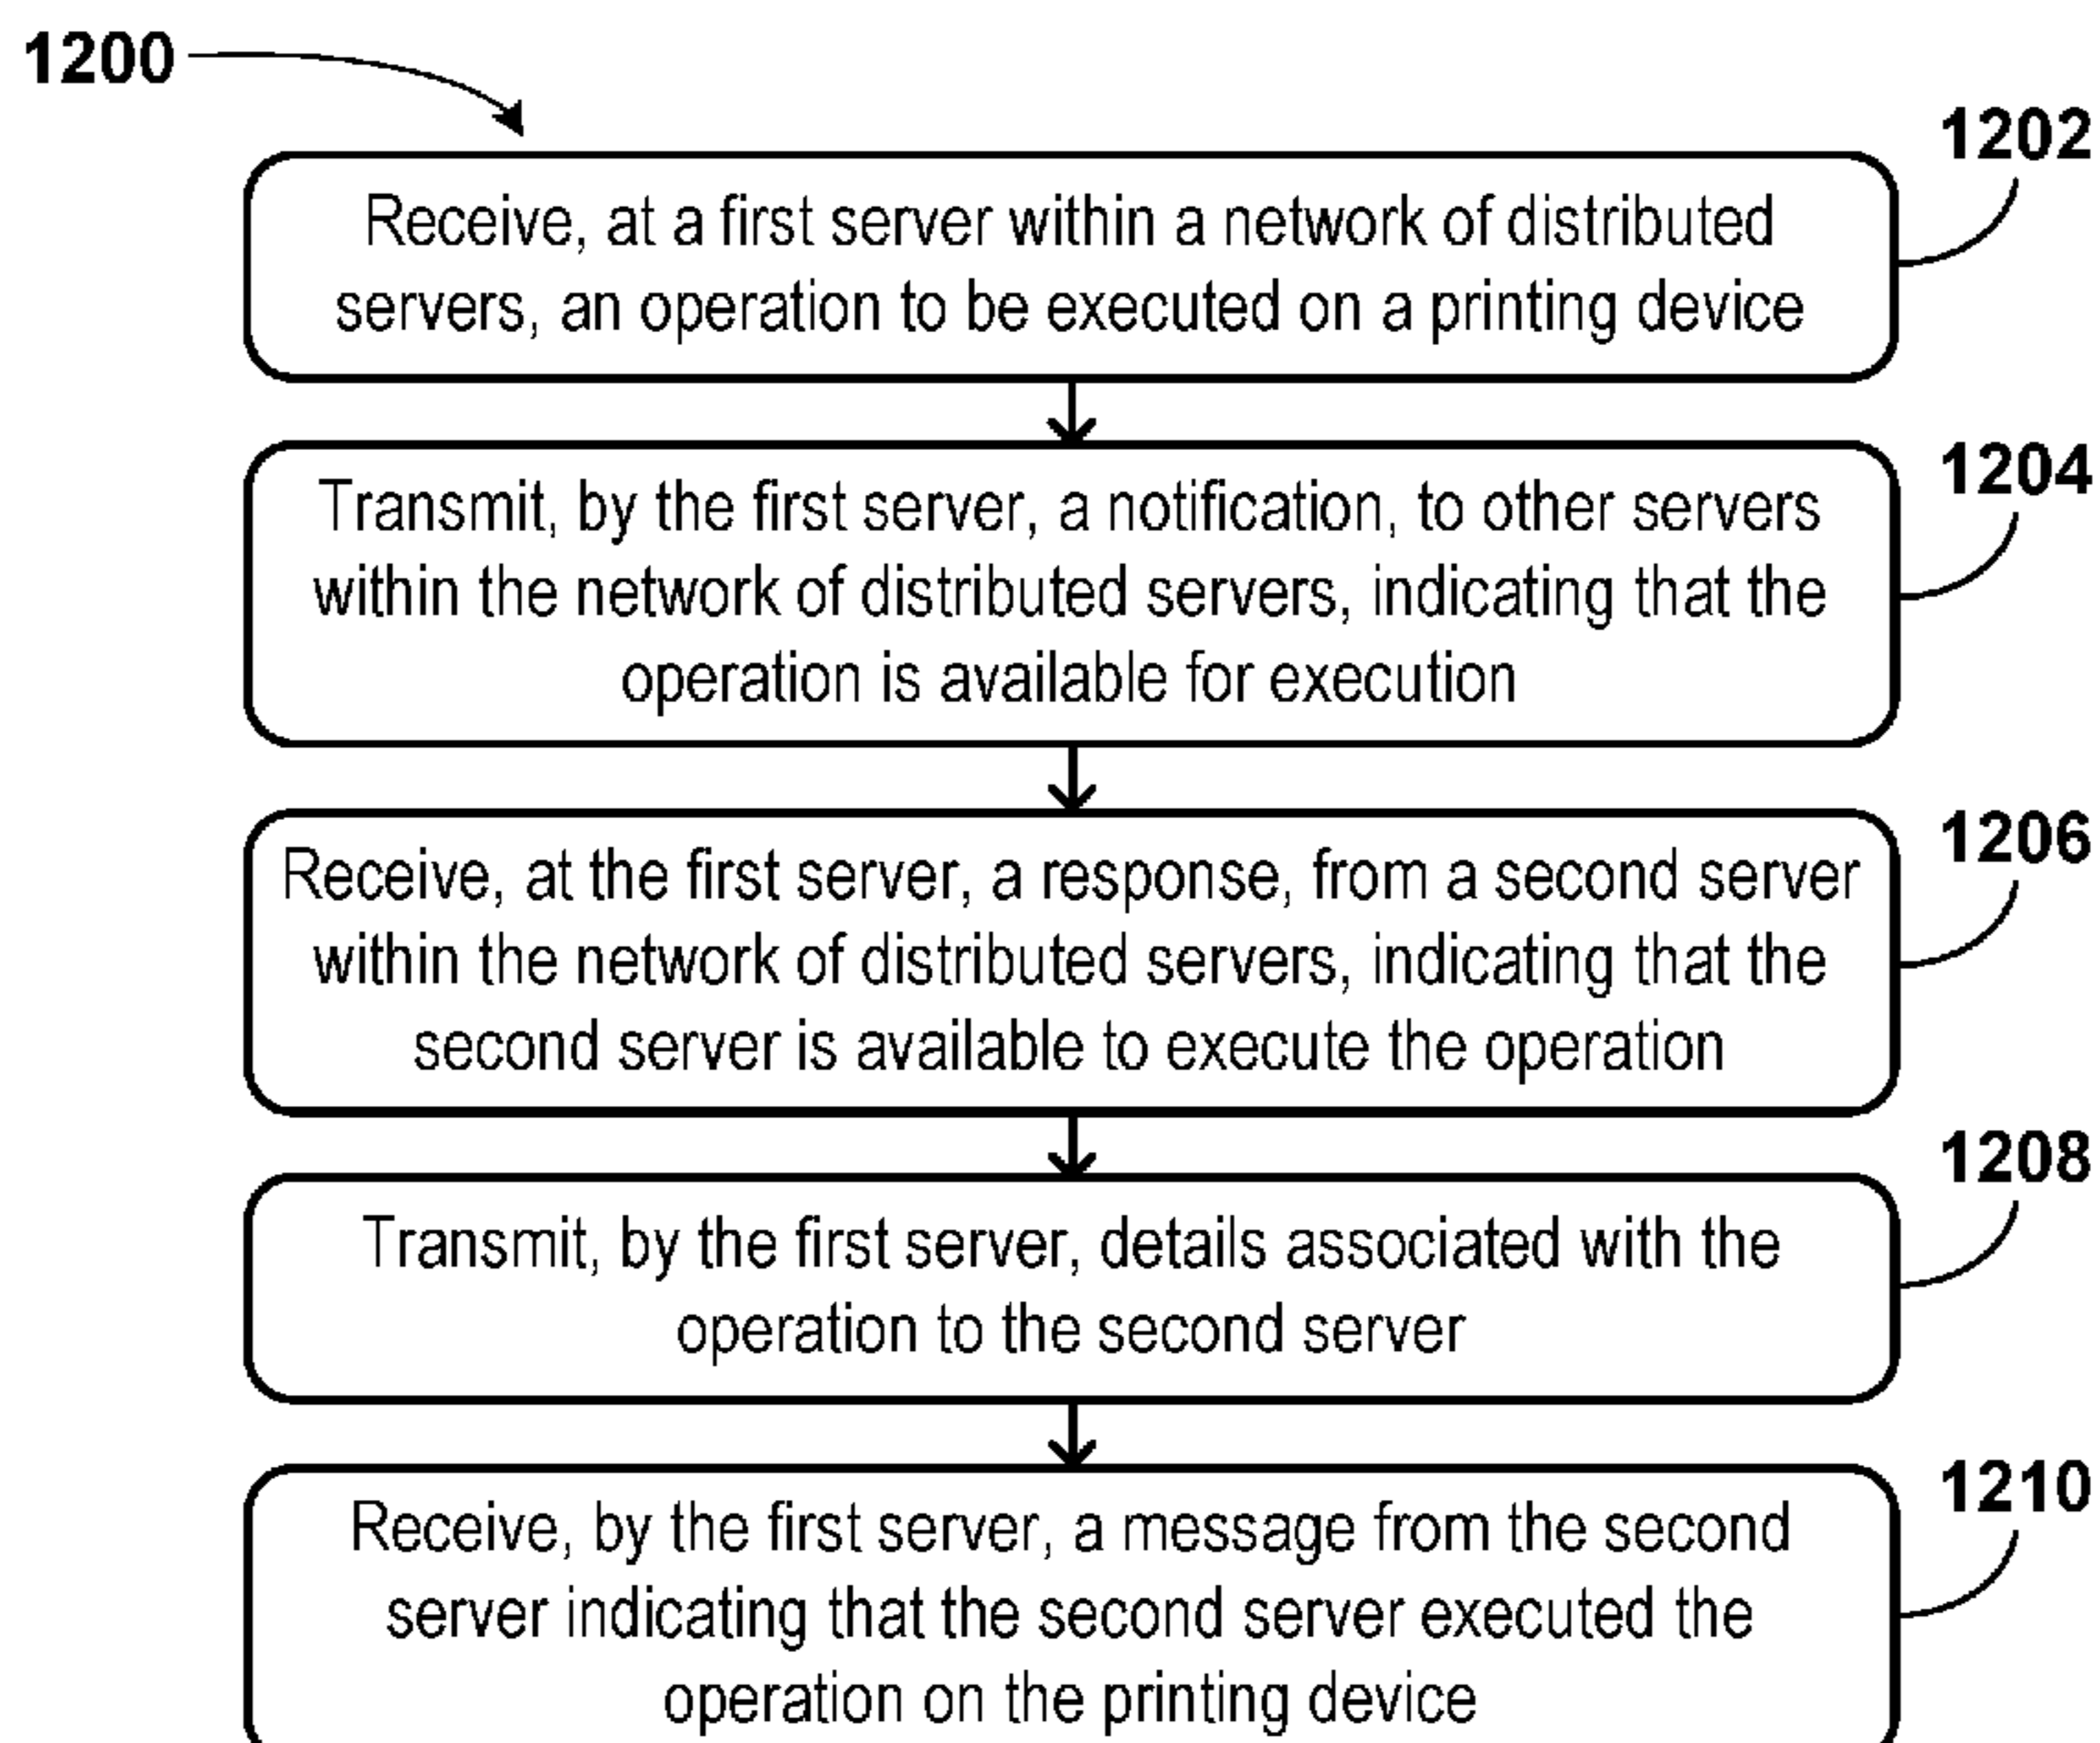 1200
1202
Receive, at a first server within a network of distributed
servers, an operation to be executed on a printing device
1204
Transmit, by the first server, a notification, to other servers
within the network of distributed servers, indicating that the
operation is available for execution
1206
Receive, at the first server, a response, from a second server
within the network of distributed servers, indicating that the
second server is available to execute the operation
1208
Transmit, by the first server, details associated with the
operation to the second server
1210
Receive, by the first server, a message from the second
server indicating that the second server executed the
operation on the printing device